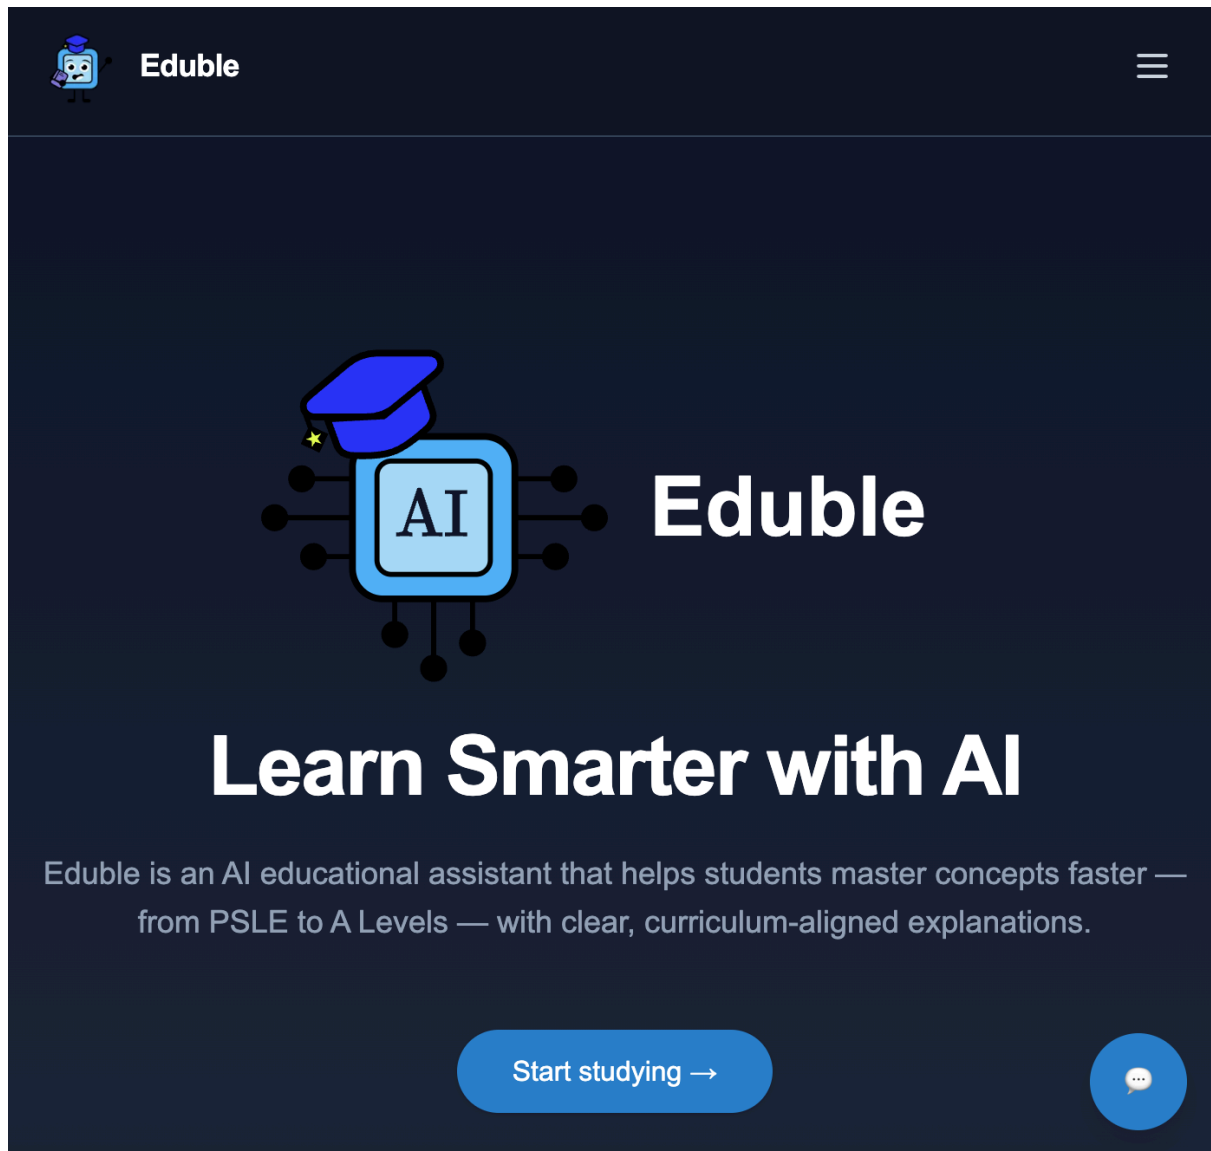 Eduble
AI
Eduble
Learn Smarter with AI
Eduble is an AI educational assistant that helps students master concepts faster —
from PSLE to A Levels — with clear, curriculum-aligned explanations.
Start studying →